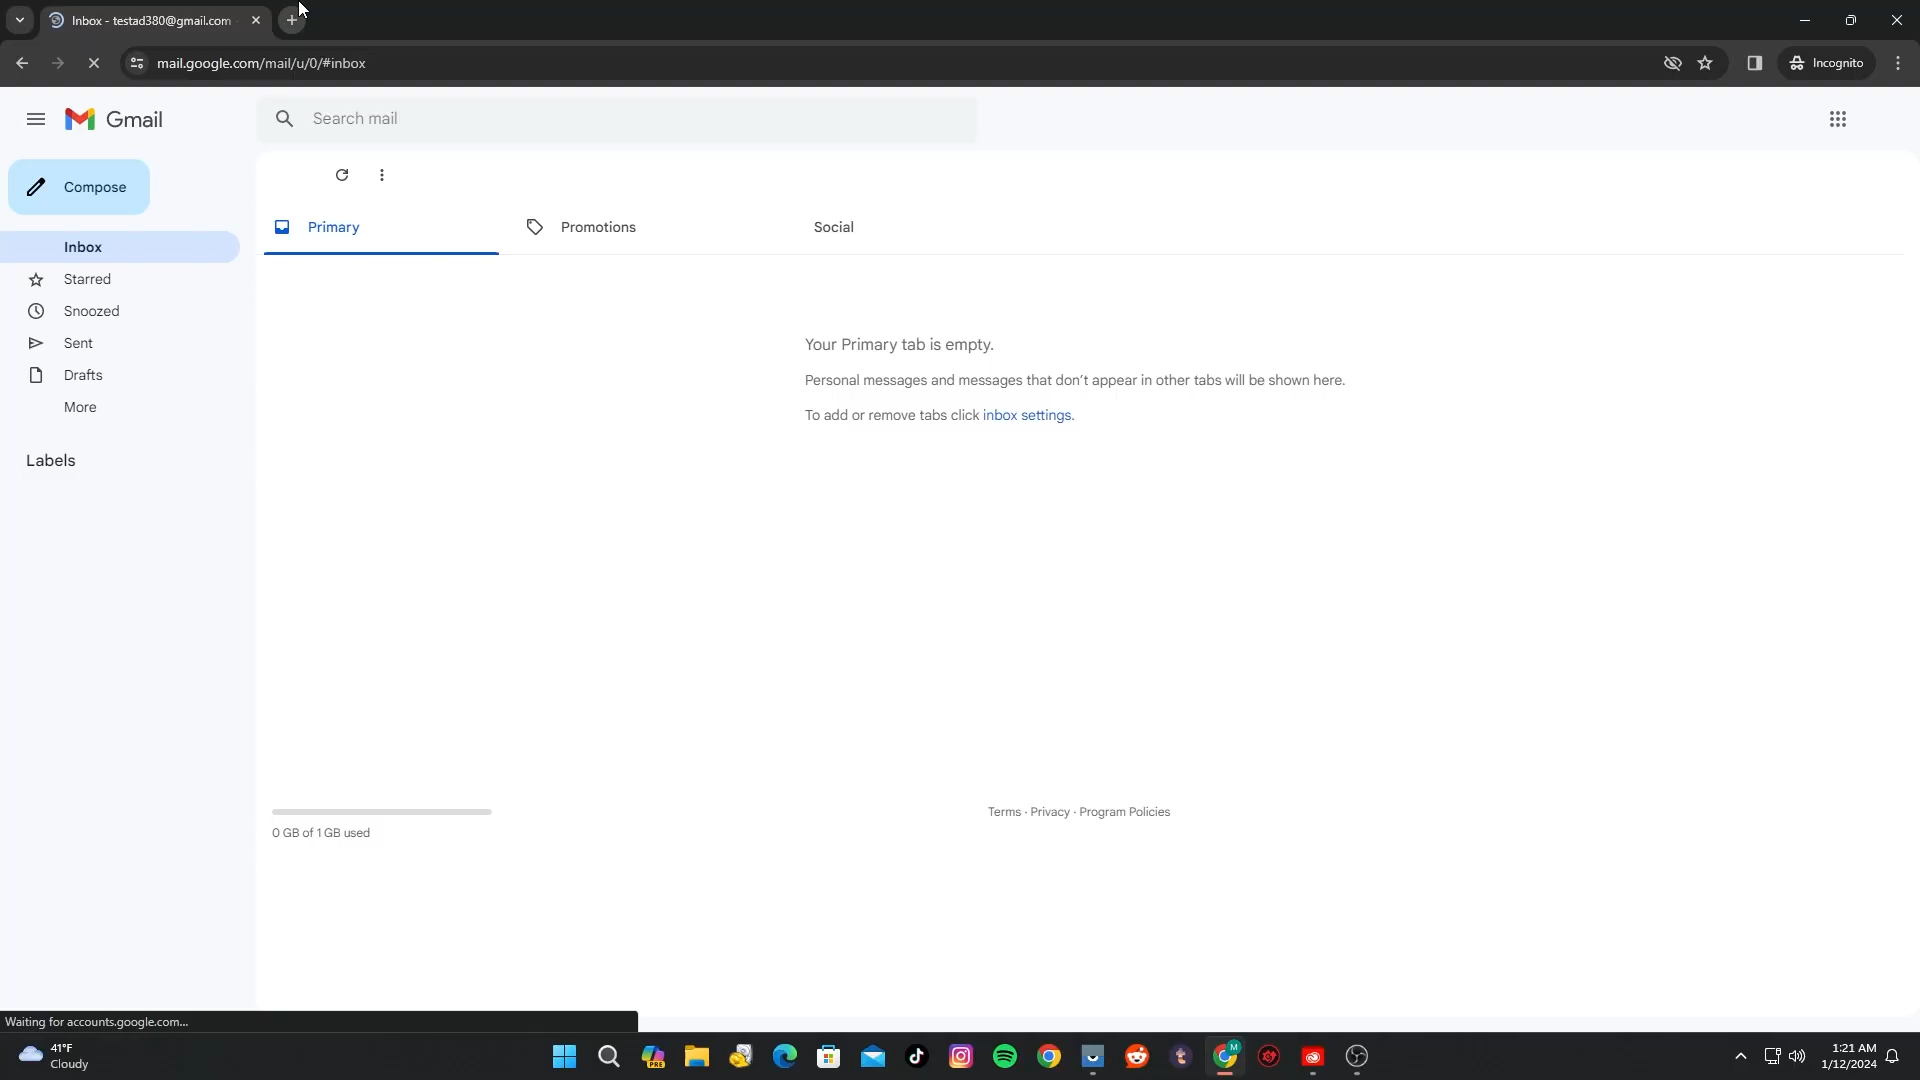 Inbox - testad380@gmail.com
mail.google.com/mail/u/0/#inbox
Incognito
Gmail
Search mail
Compose
Primary
Promotions
Social
Inbox
Starred
Snoozed
Sent
Drafts
More
Labels
Your Primary tab is empty.
Personal messages and messages that don’t appear in other tabs will be shown here.
To add or remove tabs click inbox settings.
Terms · Privacy · Program Policies
0 GB of 1 GB used
Waiting for accounts.google.com...
41°F
Cloudy
PRE
M
1:21 AM
1/12/2024